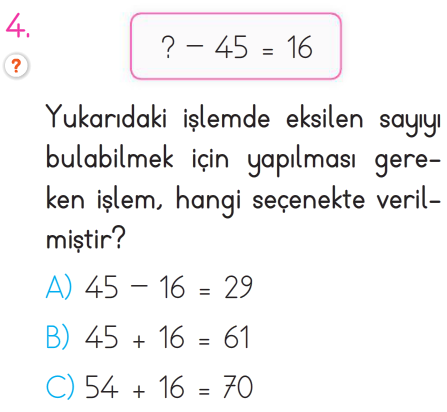 4.
? - 45 = 16
?
Yukarıdaki işlemde eksilen sayıyı
bulabilmek için yapılması gere-
ken işlem, hangi seçenekte veril-
miştir?
A) 45 - 16 = 29
B) 45 + 16 = 61
C) 54 + 16 = 70